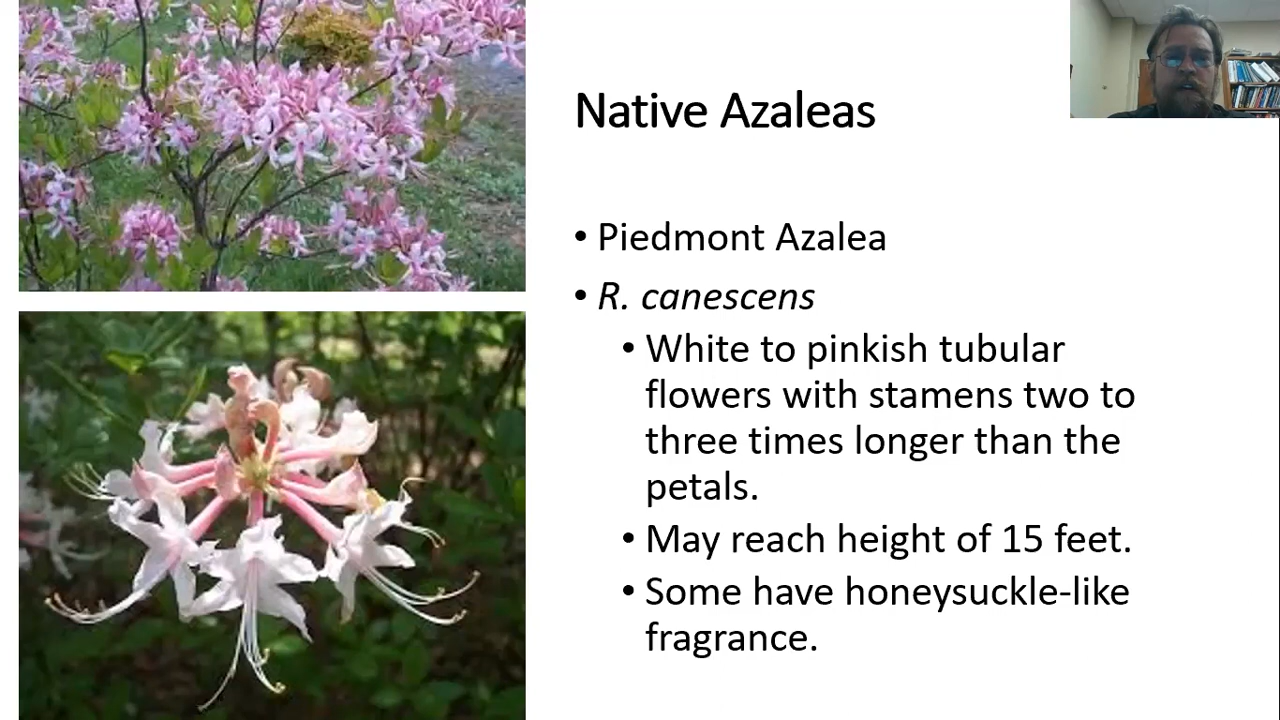 Native Azaleas
• Piedmont Azalea
• R. canescens
• White to pinkish tubular
flowers with stamens two to
three times longer than the
petals.
• May reach height of 15 feet.
• Some have honeysuckle-like
fragrance.